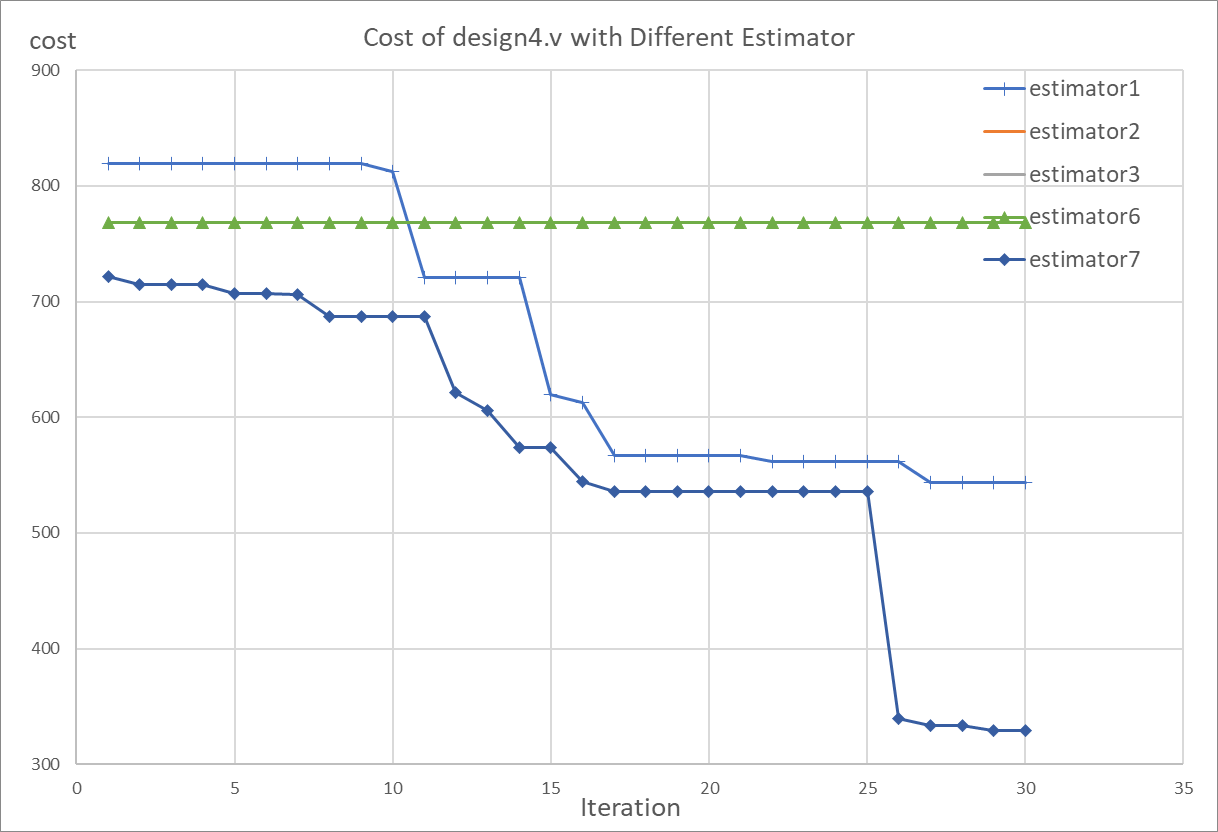 Cost of design4.v with Different Estimator
cost
900
800
700
600
500
400
300
0 5 10 15 20 25 30 35
Iteration
estimator1
estimator2
estimator3
estimator6
estimator7